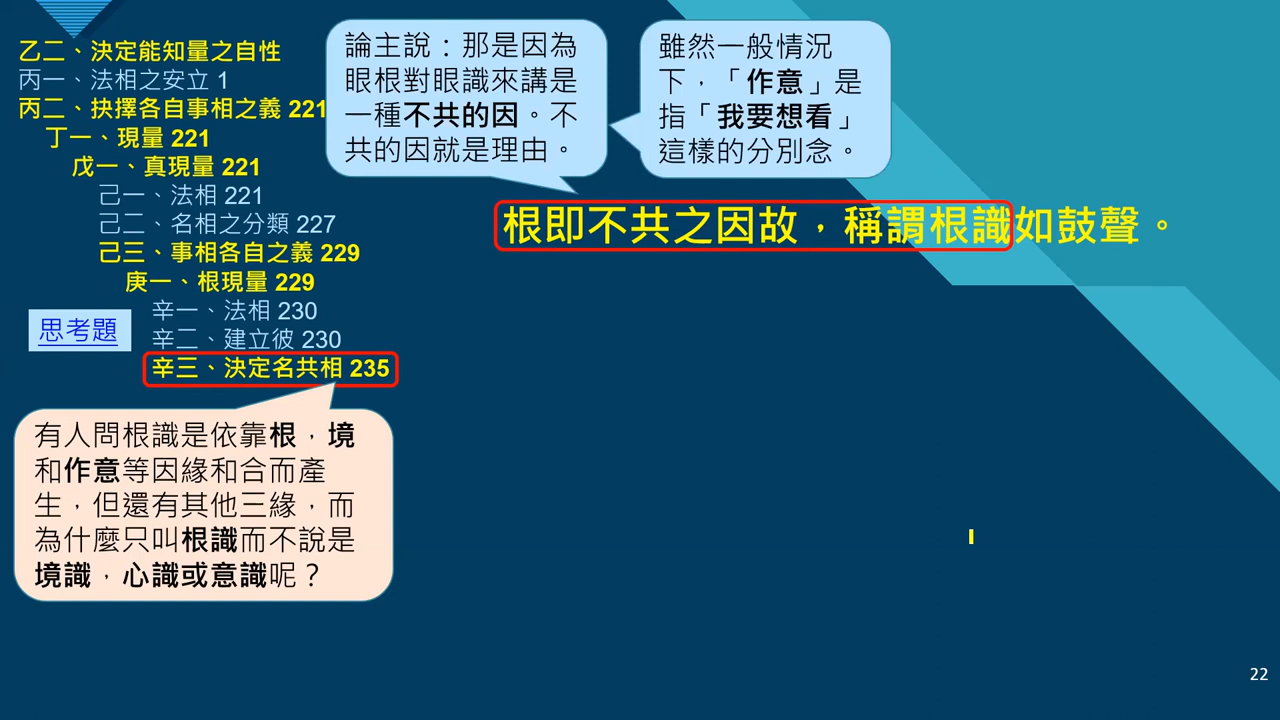 乙二、決定能知量之自性
丙一、法相之安立 1
丙二、抉擇各自事相之義 221
丁一、現量 221
戊一、真現量 221
己一、法相 221
己二、名相之分類 227
己三、事相各自之義 229
庚一、根現量 229
辛一、法相 230
辛二、建立彼 230
辛三、決定名共相 235
思考題
論主說：那是因為
眼根對眼識來講是
一種不共的因。不
共的因就是理由。
雖然一般情況
下，「作意」是
指「我要想看」
這樣的分別念。
根即不共之因故，稱謂根識如鼓聲。
有人問根識是依靠根，境
和作意等因緣和合而產
生，但還有其他三緣，而
為什麼只叫根識而不說是
境識，心識或意識呢？
22